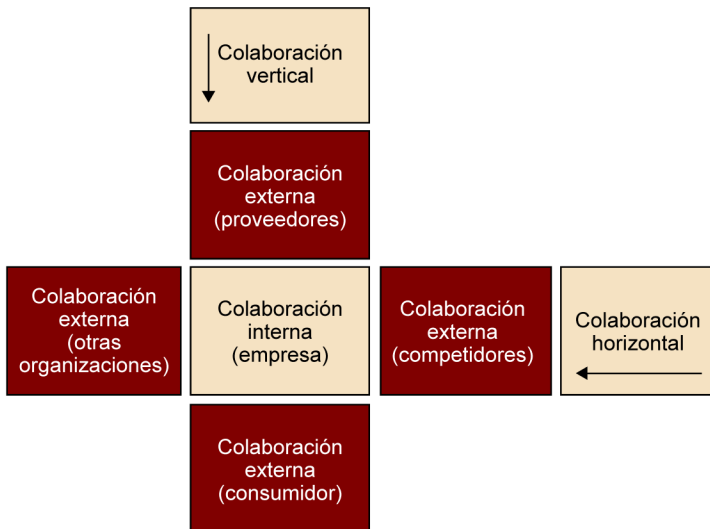 Colaboración
vertical
Colaboración
externa
(proveedores)
Colaboración
externa
(otras
organizaciones)
Colaboración
interna
(empresa)
Colaboración
externa
(competidores)
Colaboración
horizontal
Colaboración
externa
(consumidor)